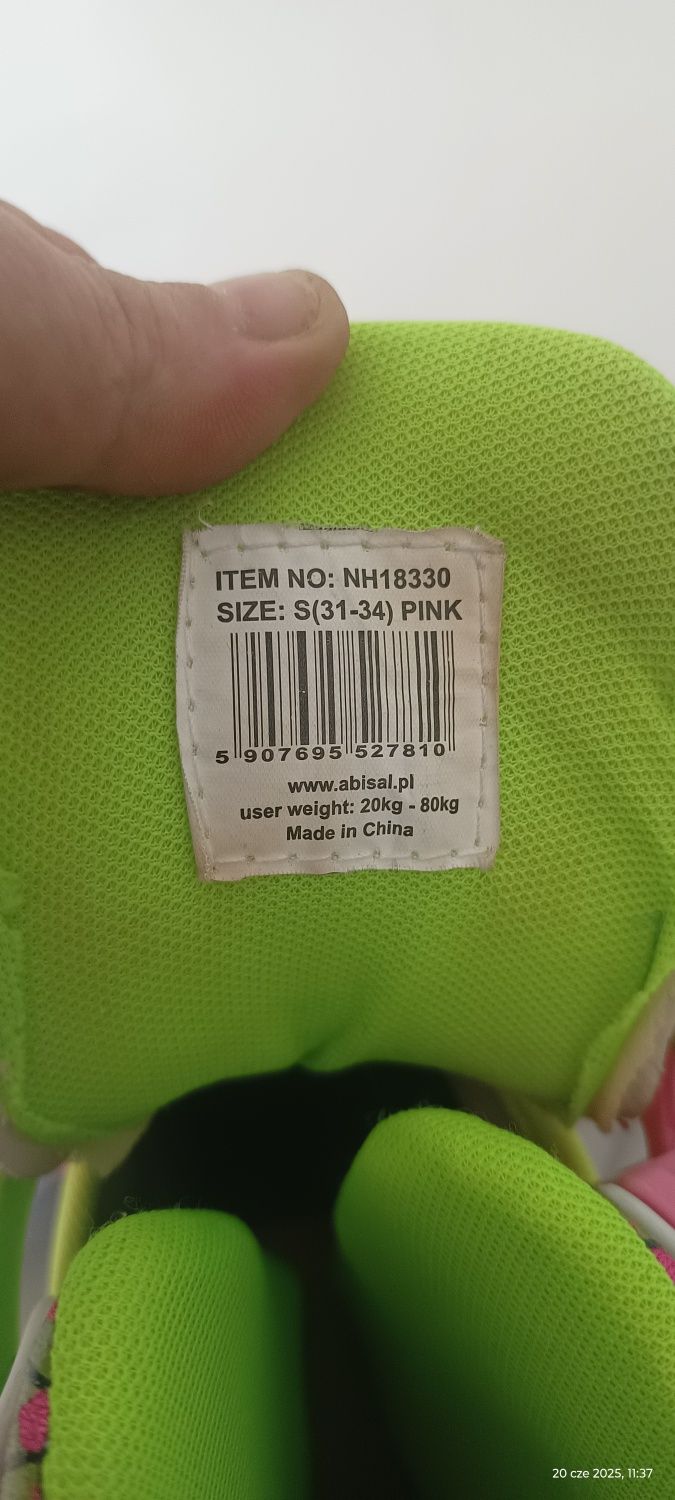 ITEM NO: NH18330
SIZE: S(31-34) PINK
5 907695 527810
www.abisal.pl
user weight: 20kg - 80kg
Made in China
20 cze 2025, 11:37